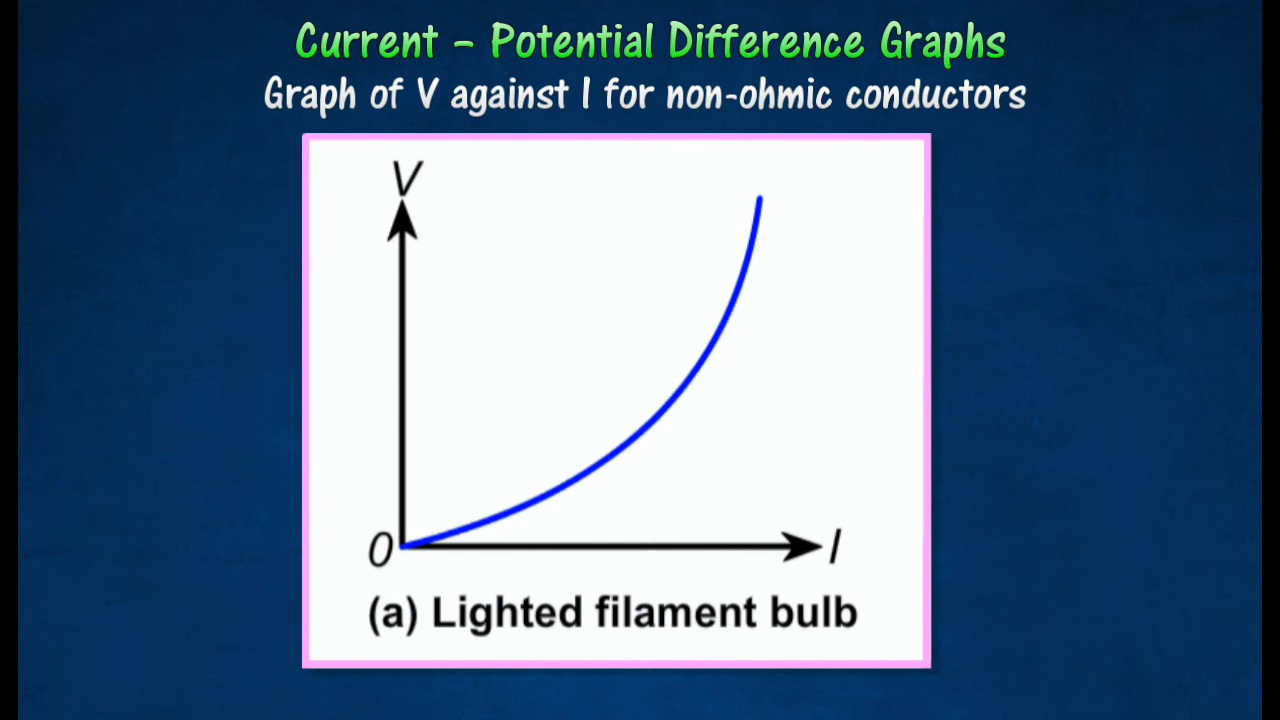 Current – Potential Difference Graphs
Graph of V against I for non-ohmic conductors
V
0
I
(a) Lighted filament bulb